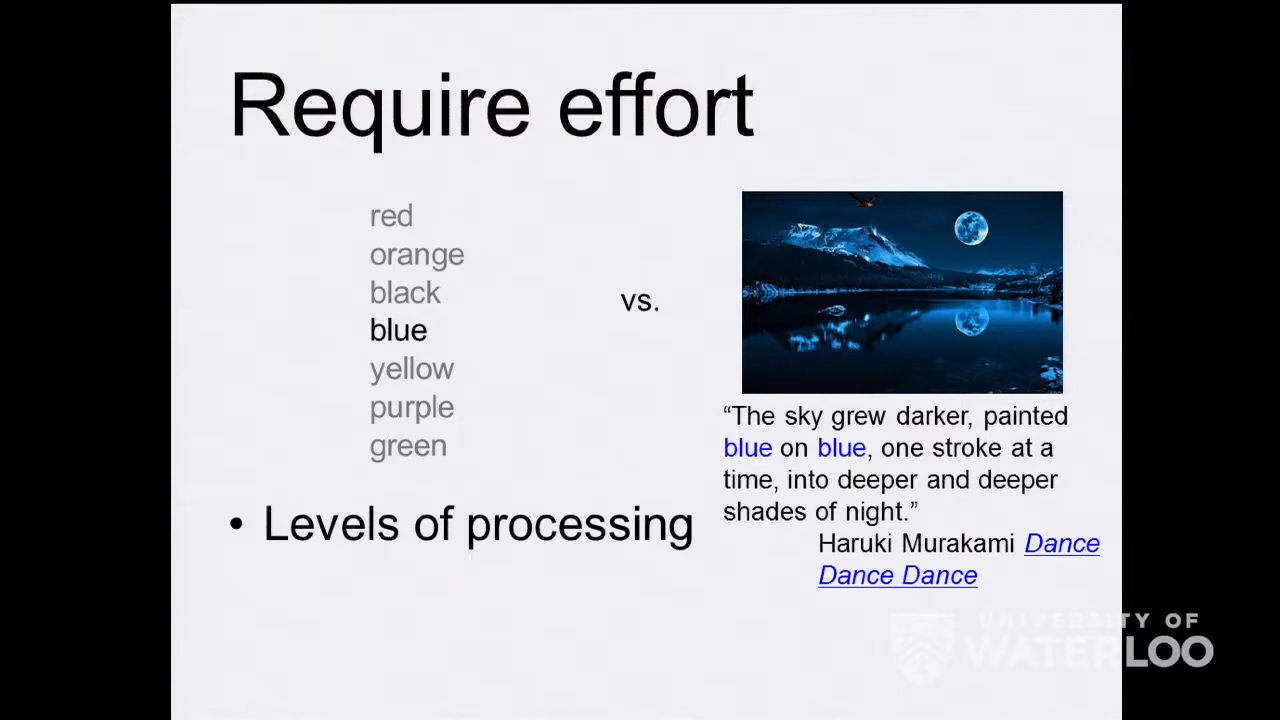 Require effort
red
orange
black
blue
yellow
purple
green
vs.
“The sky grew darker, painted
blue on blue, one stroke at a
time, into deeper and deeper
shades of night.”
Haruki Murakami Dance
Dance Dance
• Levels of processing
UNIVERSITY OF
WATERLOO